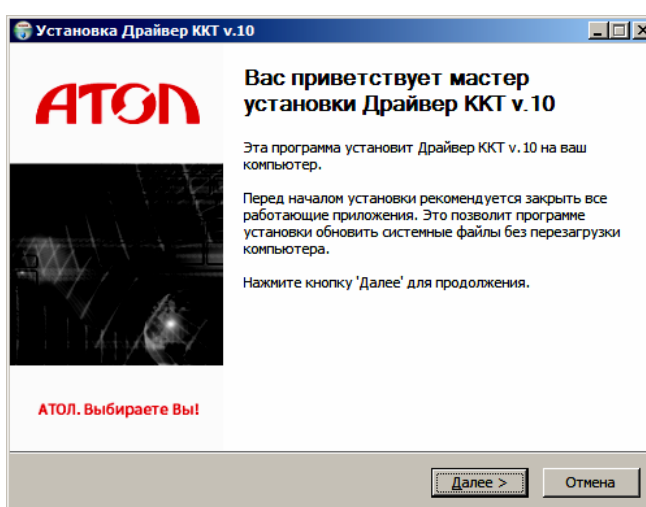 Установка Драйвер ККТ v.10
АТОЛ
Вас приветствует мастер
установки Драйвер ККТ v.10
Эта программа установит Драйвер ККТ v.10 на ваш
компьютер.
Перед началом установки рекомендуется закрыть все
работающие приложения. Это позволит программе
установки обновить системные файлы без перезагрузки
компьютера.
Нажмите кнопку 'Далее' для продолжения.
АТОЛ. Выбираете Вы!
Далее >
Отмена